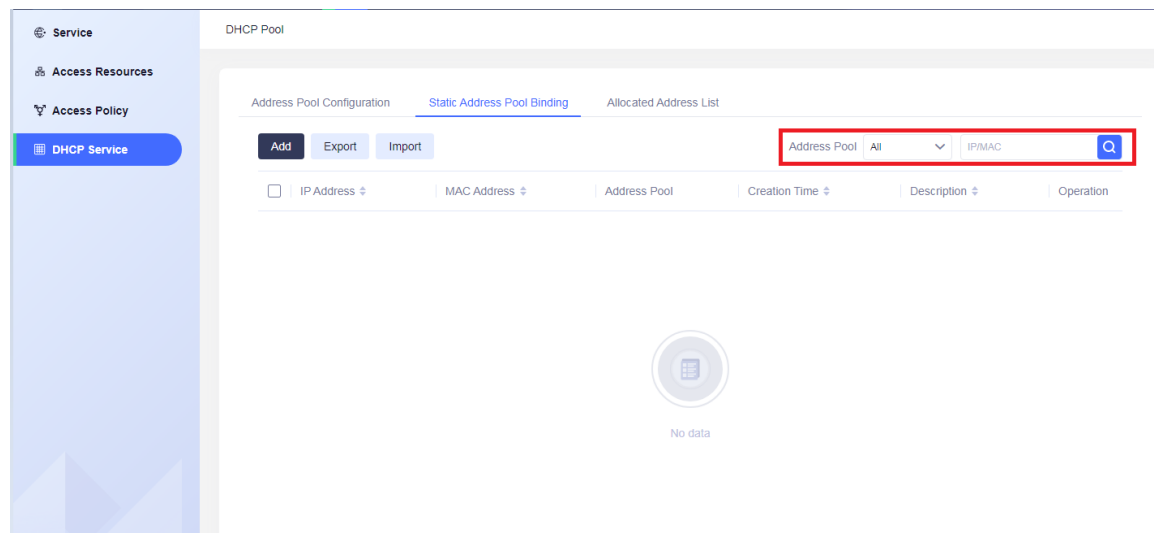 Service
Access Resources
Access Policy
DHCP Service
DHCP Pool
Address Pool Configuration Static Address Pool Binding Allocated Address List
Add Export Import Address Pool All IP/MAC
IP Address MAC Address Address Pool Creation Time Description Operation
No data